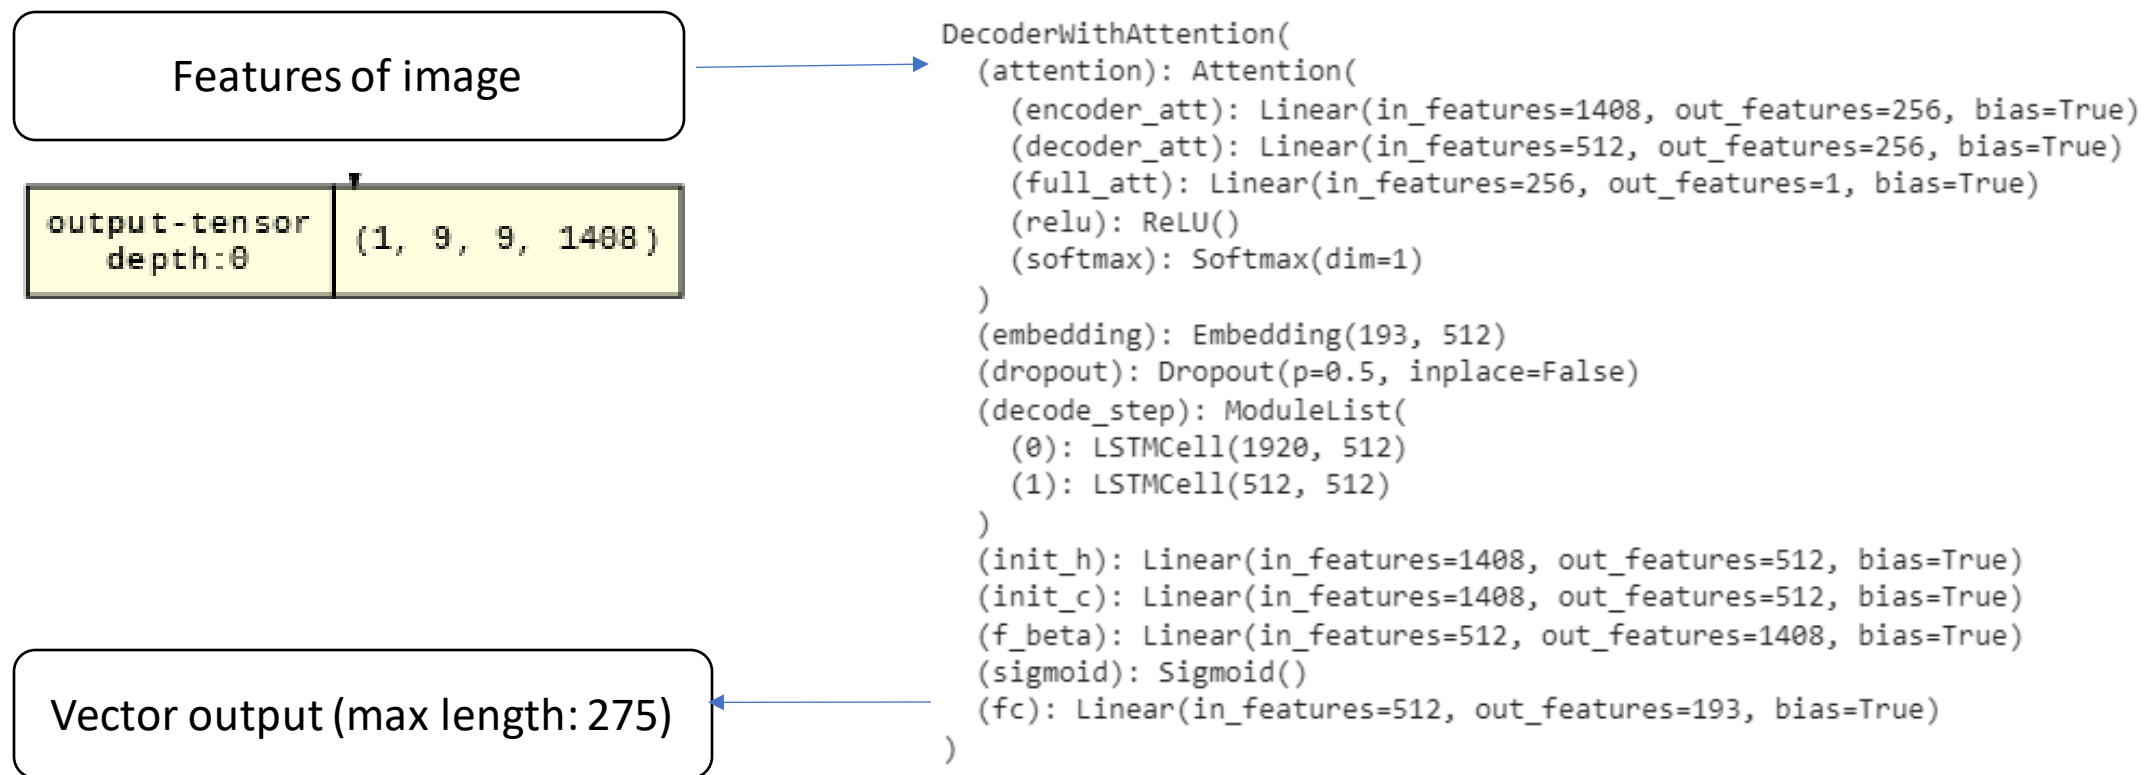 Features of image
output-tensor
depth:0
(1, 9, 9, 1408)
Vector output (max length: 275)
DecoderWithAttention(
  (attention): Attention(
    (encoder_att): Linear(in_features=1408, out_features=256, bias=True)
    (decoder_att): Linear(in_features=512, out_features=256, bias=True)
    (full_att): Linear(in_features=256, out_features=1, bias=True)
    (relu): ReLU()
    (softmax): Softmax(dim=1)
  )
  (embedding): Embedding(193, 512)
  (dropout): Dropout(p=0.5, inplace=False)
  (decode_step): ModuleList(
    (0): LSTMCell(1920, 512)
    (1): LSTMCell(512, 512)
  )
  (init_h): Linear(in_features=1408, out_features=512, bias=True)
  (init_c): Linear(in_features=1408, out_features=512, bias=True)
  (f_beta): Linear(in_features=512, out_features=1408, bias=True)
  (sigmoid): Sigmoid()
  (fc): Linear(in_features=512, out_features=193, bias=True)
)